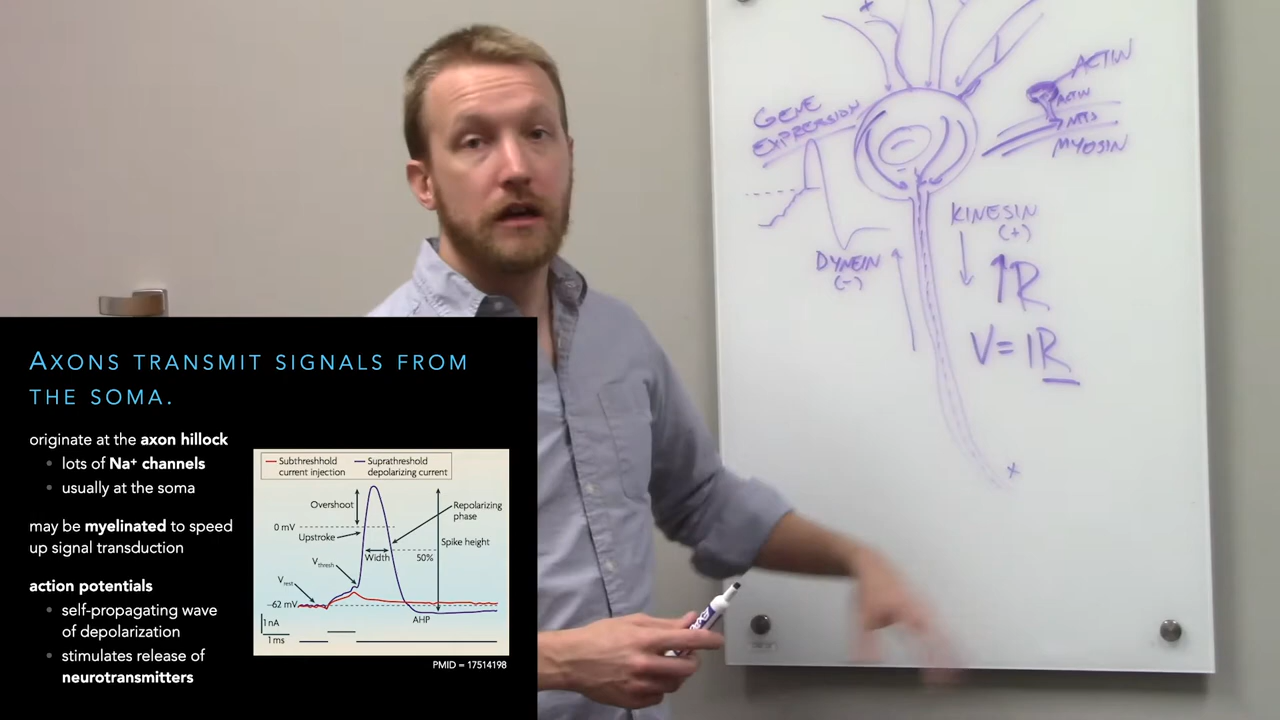 AXONS TRANSMIT SIGNALS FROM
THE SOMA.
originate at the axon hillock
• lots of Na⁺ channels
• usually at the soma
may be myelinated to speed
up signal transduction
action potentials
• self-propagating wave
of depolarization
• stimulates release of
neurotransmitters
Subthreshhold
current injection
Suprathreshold
depolarizing current
Overshoot
Repolarizing
phase
0 mV
Upstroke
Spike height
Width
50%
Vthresh
Vrest
-62 mV
AHP
1 nA
1 ms
PMID = 17514198
GENE
EXPRESSION
ACTIN
ACTIN
MTS
MYOSIN
KINESIN
(+)
DYNEIN
(-)
↑R
V=IR
+
x